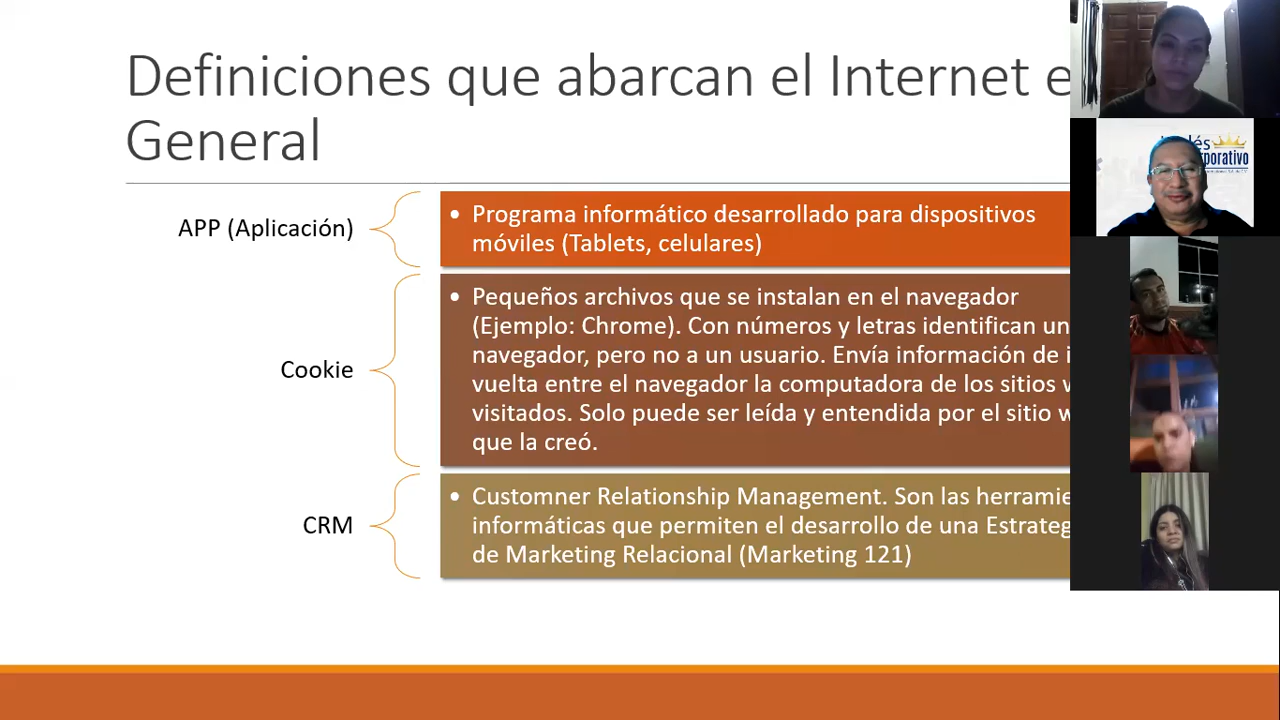 Definiciones que abarcan el Internet e
General
APP (Aplicación)
• Programa informático desarrollado para dispositivos
móviles (Tablets, celulares)
Cookie
• Pequeños archivos que se instalan en el navegador
(Ejemplo: Chrome). Con números y letras identifican un
navegador, pero no a un usuario. Envía información de i
vuelta entre el navegador la computadora de los sitios
visitados. Solo puede ser leída y entendida por el sitio
que la creó.
CRM
• Customner Relationship Management. Son las herramie
informáticas que permiten el desarrollo de una Estrateg
de Marketing Relacional (Marketing 121)